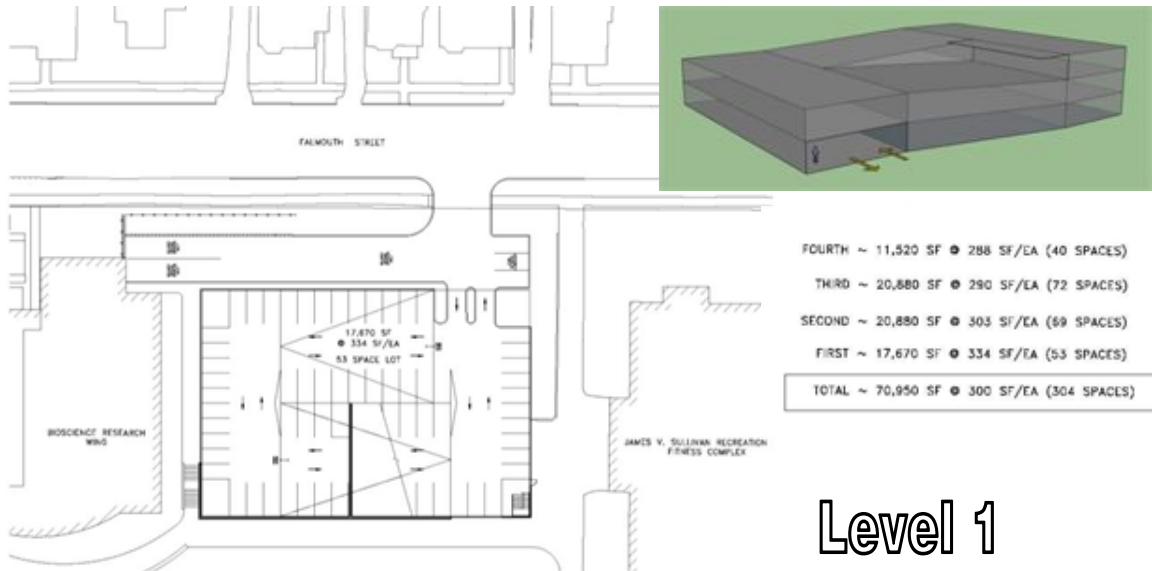 FALMOUTH STREET
FOURTH ~ 11,520 SF @ 288 SF/EA (40 SPACES)
THIRD ~ 20,880 SF @ 290 SF/EA (72 SPACES)
SECOND ~ 20,880 SF @ 303 SF/EA (69 SPACES)
FIRST ~ 17,670 SF @ 334 SF/EA (53 SPACES)
TOTAL ~ 70,950 SF @ 300 SF/EA (304 SPACES)
17,670 SF
@ 334 SF/EA
53 SPACE LOT
BIOSCIENCE RESEARCH
WING
JAMES V. SULLIVAN RECREATION
FITNESS COMPLEX
Level 1